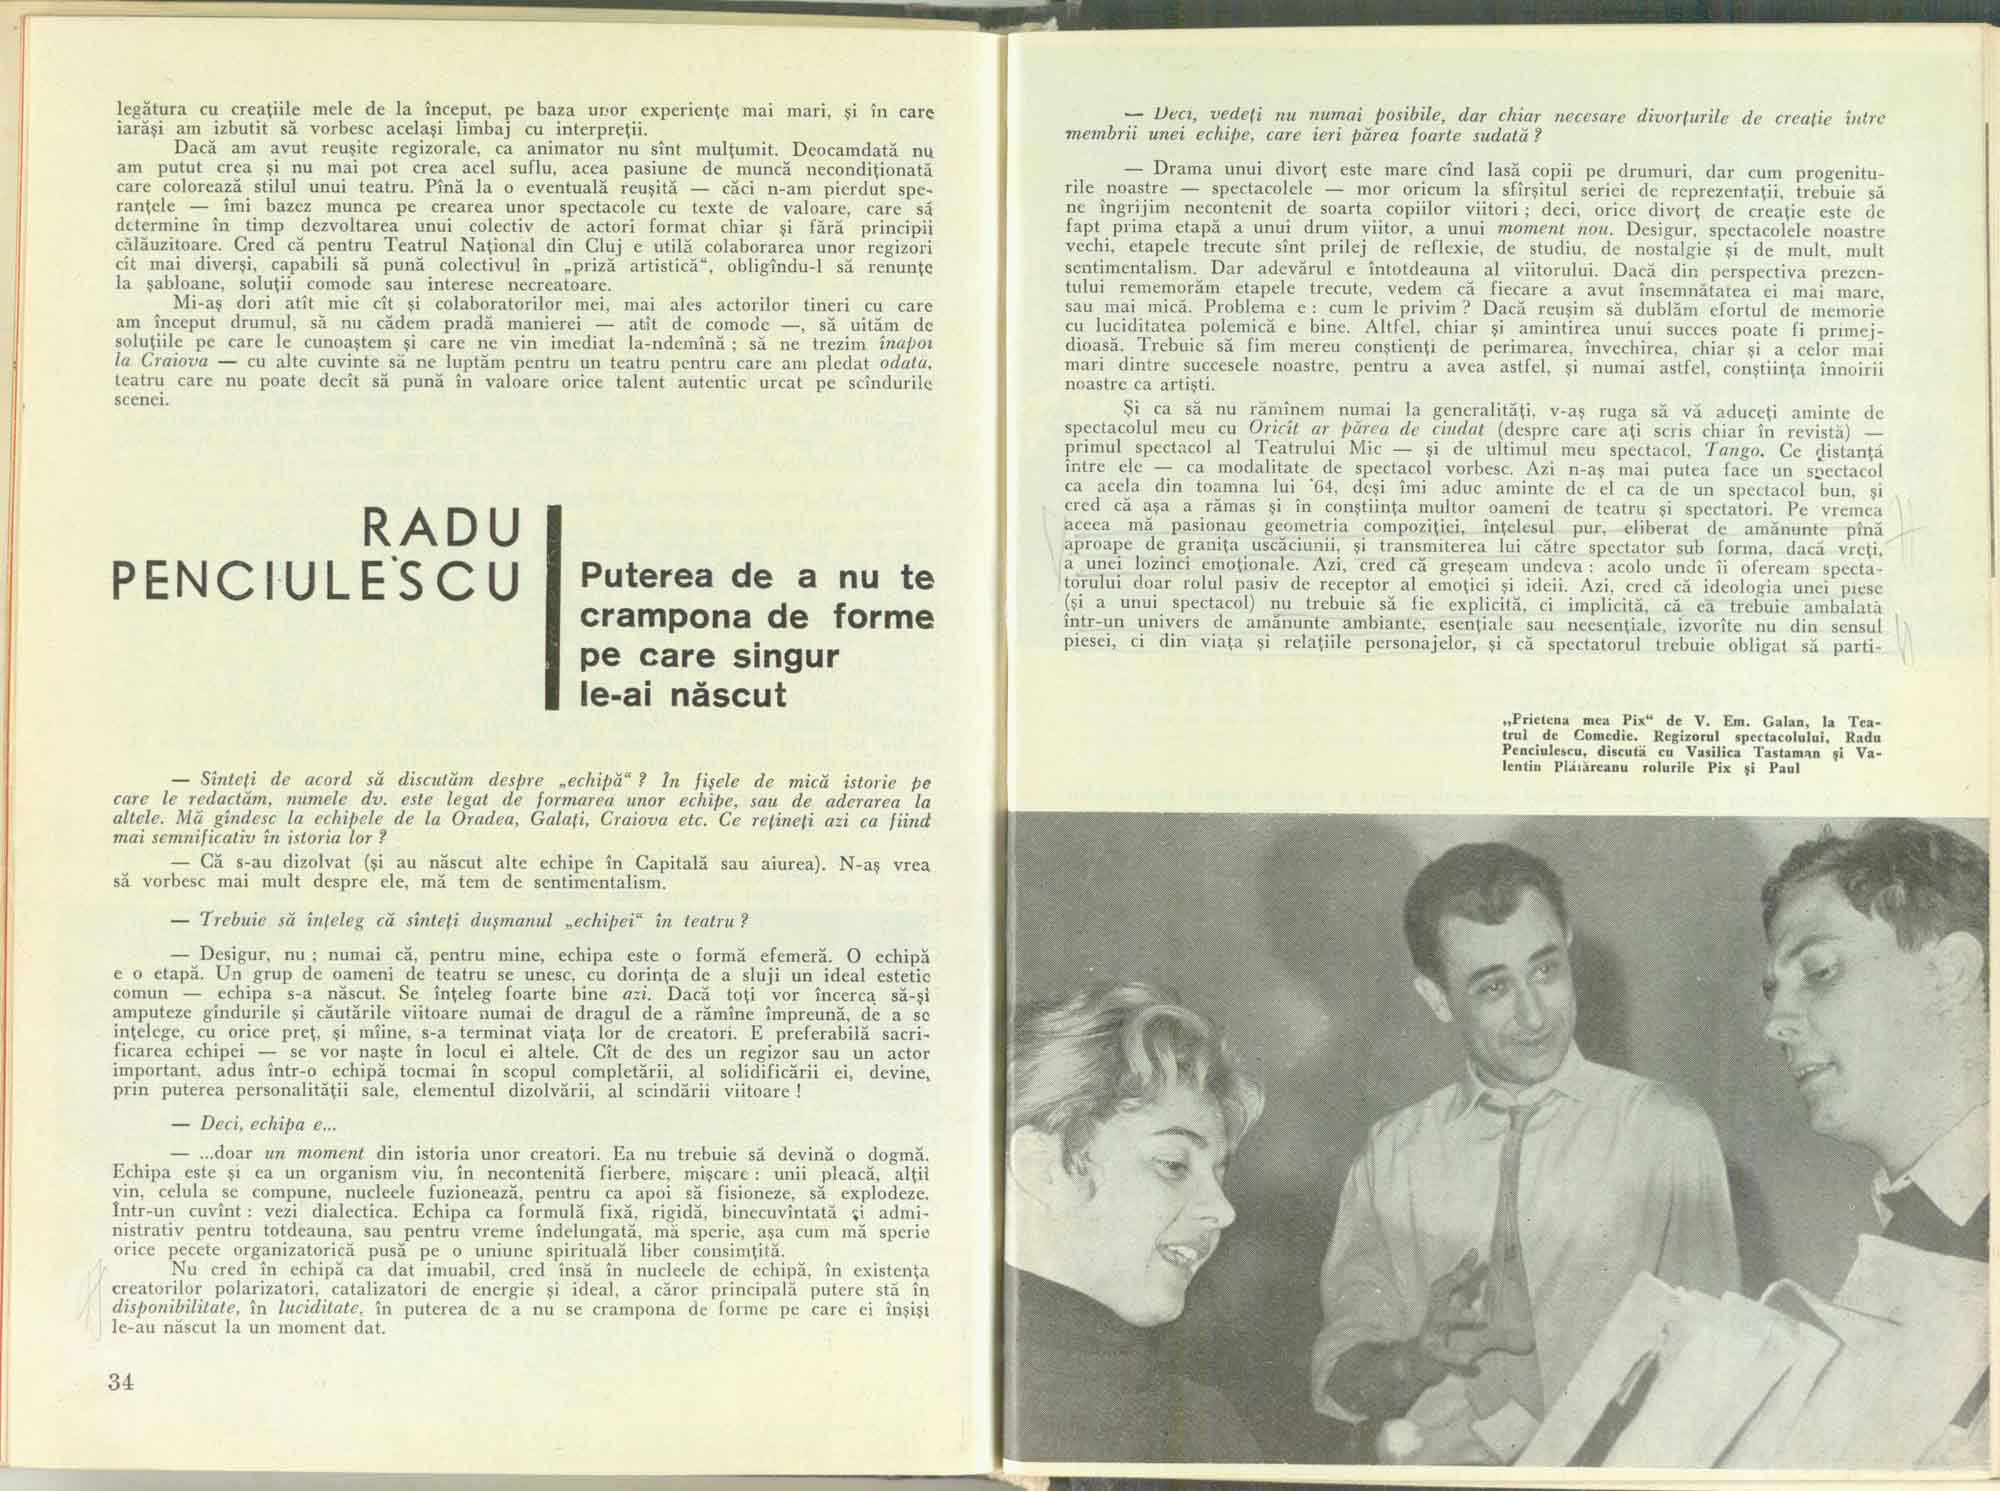 legătura cu creațiile mele de la început, pe baza unor experiențe mai mari, și în care
iarăși am izbutit să vorbesc același limbaj cu interpreții.
Dacă am avut reușite regizorale, ca animator nu sînt mulțumit. Deocamdată nu
am putut crea și nu mai pot crea acel suflu, acea pasiune de muncă necondiționată
care colorează stilul unui teatru. Pînă la o eventuală reușită — căci n-am pierdut spe-
ranțele — îmi bazez munca pe crearea unor spectacole cu texte de valoare, care să
determine în timp dezvoltarea unui colectiv de actori format chiar și fără principii
călăuzitoare. Cred că pentru Teatrul Național din Cluj e utilă colaborarea unor regizori
cît mai diverși, capabili să pună colectivul în „priză artistică“, obligîndu-l să renunțe
la șabloane, soluții comode sau interese necreatoare.
Mi-aș dori atît mie cît și colaboratorilor mei, mai ales actorilor tineri cu care
am început drumul, să nu cădem pradă manierei — atît de comode —, să uităm de
soluțiile pe care le cunoaștem și care ne vin imediat la-ndemînă ; să ne trezim înapoi
la Craiova — cu alte cuvinte să ne luptăm pentru un teatru pentru care am pledat odată,
teatru care nu poate decît să pună în valoare orice talent autentic urcat pe scîndurile
scenei.
RADU
PENCIULESCU
Puterea de a nu te
crampona de forme
pe care singur
le-ai născut
— Sînteți de acord să discutăm despre „echipă“ ? In fișele de mică istorie pe
care le redactăm, numele dv. este legat de formarea unor echipe, sau de aderarea la
altele. Mă gîndesc la echipele de la Oradea, Galați, Craiova etc. Ce rețineți azi ca fiind
mai semnificativ în istoria lor ?
— Că s-au dizolvat (și au născut alte echipe în Capitală sau aiurea). N-aș vrea
să vorbesc mai mult despre ele, mă tem de sentimentalism.
— Trebuie să înțeleg că sînteți dușmanul „echipei“ în teatru ?
— Desigur, nu ; numai că, pentru mine, echipa este o formă efemeră. O echipă
e o etapă. Un grup de oameni de teatru se unesc, cu dorința de a sluji un ideal estetic
comun — echipa s-a născut. Se înțeleg foarte bine azi. Dacă toți vor încerca să-și
amputeze gîndurile și căutările viitoare numai de dragul de a rămîne împreună, de a se
înțelege, cu orice preț, și mîine, s-a terminat viața lor de creatori. E preferabilă sacri-
ficarea echipei — se vor naște în locul ei altele. Cît de des un regizor sau un actor
important, adus într-o echipă tocmai în scopul completării, al solidificării ei, devine,
prin puterea personalității sale, elementul dizolvării, al scindării viitoare !
— Deci, echipa e...
— ...doar un moment din istoria unor creatori. Ea nu trebuie să devină o dogmă.
Echipa este și ea un organism viu, în necontenită fierbere, mișcare : unii pleacă, alții
vin, celula se compune, nucleele fuzionează, pentru ca apoi să fisioneze, să explodeze.
Într-un cuvînt : vezi dialectica. Echipa ca formulă fixă, rigidă, binecuvîntată și admi-
nistrativ pentru totdeauna, sau pentru vreme îndelungată, mă sperie, așa cum mă sperie
orice pecete organizatorică pusă pe o uniune spirituală liber consimțită.
Nu cred în echipă ca dat imuabil, cred însă în nucleele de echipă, în existența
creatorilor polarizatori, catalizatori de energie și ideal, a căror principală putere stă în
disponibilitate, în luciditate, în puterea de a nu se crampona de forme pe care ei înșiși
le-au născut la un moment dat.
34
— Deci, vedeți nu numai posibile, dar chiar necesare divorțurile de creație între
membrii unei echipe, care ieri părea foarte sudată ?
— Drama unui divorț este mare cînd lasă copii pe drumuri, dar cum progenitu-
rile noastre — spectacolele — mor oricum la sfîrșitul seriei de reprezentații, trebuie să
ne îngrijim necontenit de soarta copiilor viitori ; deci, orice divorț de creație este de
fapt prima etapă a unui drum viitor, a unui moment nou. Desigur, spectacolele noastre
vechi, etapele trecute sînt prilej de reflexie, de studiu, de nostalgie și de mult, mult
sentimentalism. Dar adevărul e întotdeauna al viitorului. Dacă din perspectiva prezen-
tului rememorăm etapele trecute, vedem că fiecare a avut însemnătatea ei mai mare,
sau mai mică. Problema e : cum le privim ? Dacă reușim să dublăm efortul de memorie
cu luciditatea polemică e bine. Altfel, chiar și amintirea unui succes poate fi primej-
dioasă. Trebuie să fim mereu conștienți de perimarea, învechirea, chiar și a celor mai
mari dintre succesele noastre, pentru a avea astfel, și numai astfel, conștiința înnoirii
noastre ca artiști.
Și ca să nu rămînem numai la generalități, v-aș ruga să vă aduceți aminte de
spectacolul meu cu Oricît ar părea de ciudat (despre care ați scris chiar în revistă) —
primul spectacol al Teatrului Mic — și de ultimul meu spectacol, Tango. Ce distanță
între ele — ca modalitate de spectacol vorbesc. Azi n-aș mai putea face un spectacol
ca acela din toamna lui '64, deși îmi aduc aminte de el ca de un spectacol bun, și
cred că așa a rămas și în conștiința multor oameni de teatru și spectatori. Pe vremea
aceea mă pasionau geometria compoziției, înțelesul pur, eliberat de amănunte pînă
aproape de granița uscăciunii, și transmiterea lui către spectator sub forma, dacă vreți,
a unei lozinci emoționale. Azi, cred că greșeam undeva : acolo unde îi ofeream specta-
torului doar rolul pasiv de receptor al emoției și ideii. Azi, cred că ideologia unei piese
(și a unui spectacol) nu trebuie să fie explicită, ci implicită, că ea trebuie ambalată
într-un univers de amănunte ambiante, esențiale sau neesențiale, izvorîte nu din sensul
piesei, ci din viața și relațiile personajelor, și că spectatorul trebuie obligat să parti-
„Prietena mea Pix“ de V. Em. Galan, la Tea-
trul de Comedie. Regizorul spectacolului, Radu
Penciulescu, discută cu Vasilica Tastaman și Va-
lentin Plătăreanu rolurile Pix și Paul